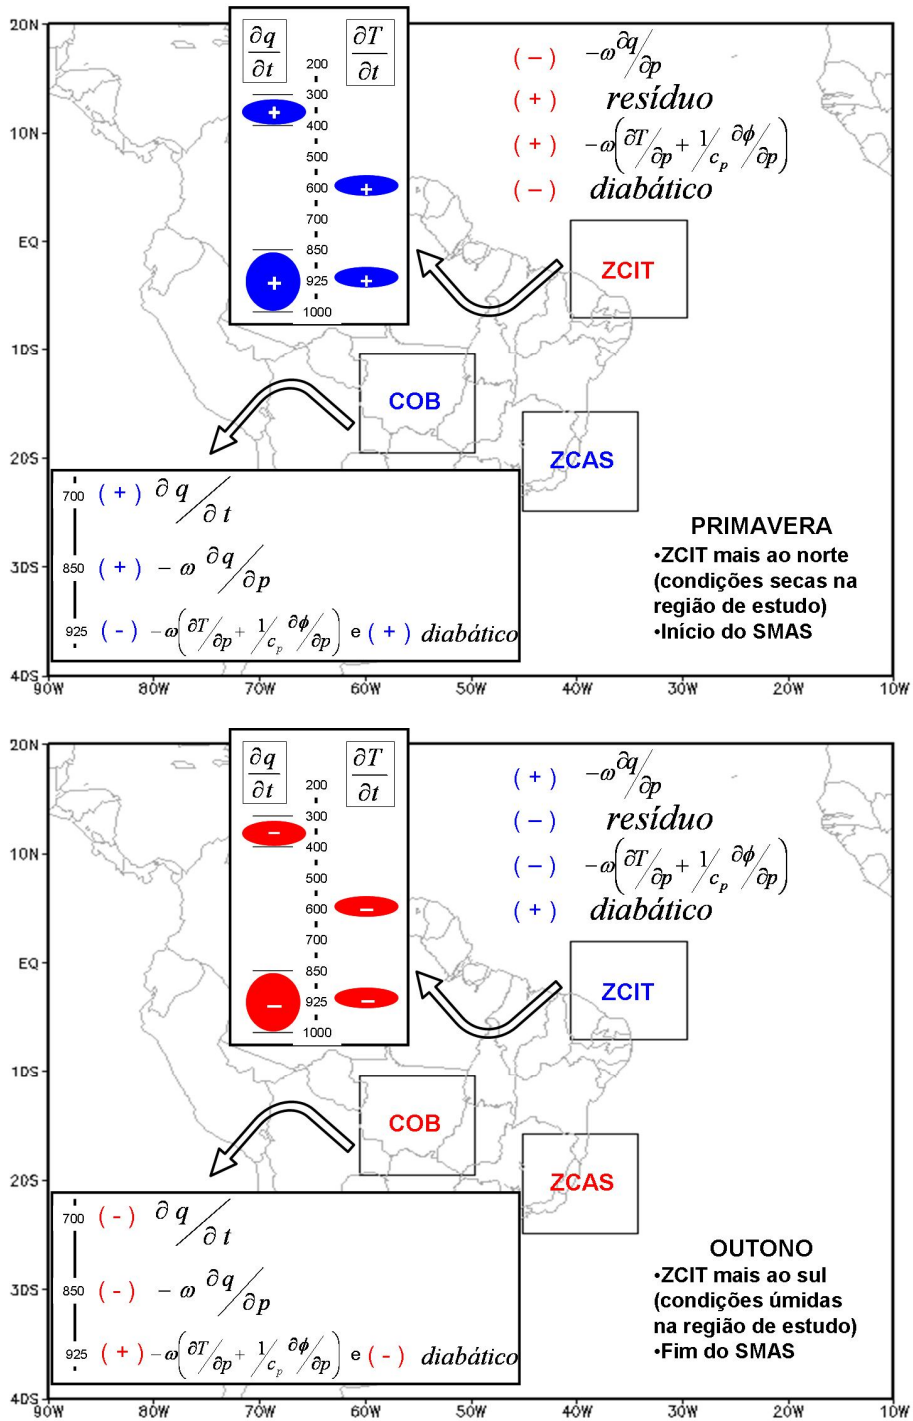 20N
10N
EQ
10S
20S
30S
40S
90W 80W 70W 60W 50W 40W 30W 20W 10W
∂q/∂t ∂T/∂t
200
300
+
400
500
600 +
700
850
+ 925 +
1000
( − ) −ω ∂q/∂p
( + ) resíduo
( + ) −ω(∂T/∂p + 1/c_p ∂ϕ/∂p)
( − ) diabático
ZCIT
COB
ZCAS
700 ( + ) ∂q/∂t
850 ( + ) − ω ∂q/∂p
925 ( - ) −ω(∂T/∂p + 1/c_p ∂ϕ/∂p) e ( + ) diabático
PRIMAVERA
•ZCIT mais ao norte
(condições secas na
região de estudo)
•Início do SMAS
20N
10N
EQ
10S
20S
30S
40S
90W 80W 70W 60W 50W 40W 30W 20W 10W
∂q/∂t ∂T/∂t
200
300
−
400
500
600 −
700
850
− 925 −
1000
( + ) −ω ∂q/∂p
( − ) resíduo
( − ) −ω(∂T/∂p + 1/c_p ∂ϕ/∂p)
( + ) diabático
ZCIT
COB
ZCAS
700 ( - ) ∂q/∂t
850 ( - ) − ω ∂q/∂p
925 ( + ) −ω(∂T/∂p + 1/c_p ∂ϕ/∂p) e ( - ) diabático
OUTONO
•ZCIT mais ao sul
(condições úmidas
na região de estudo)
•Fim do SMAS